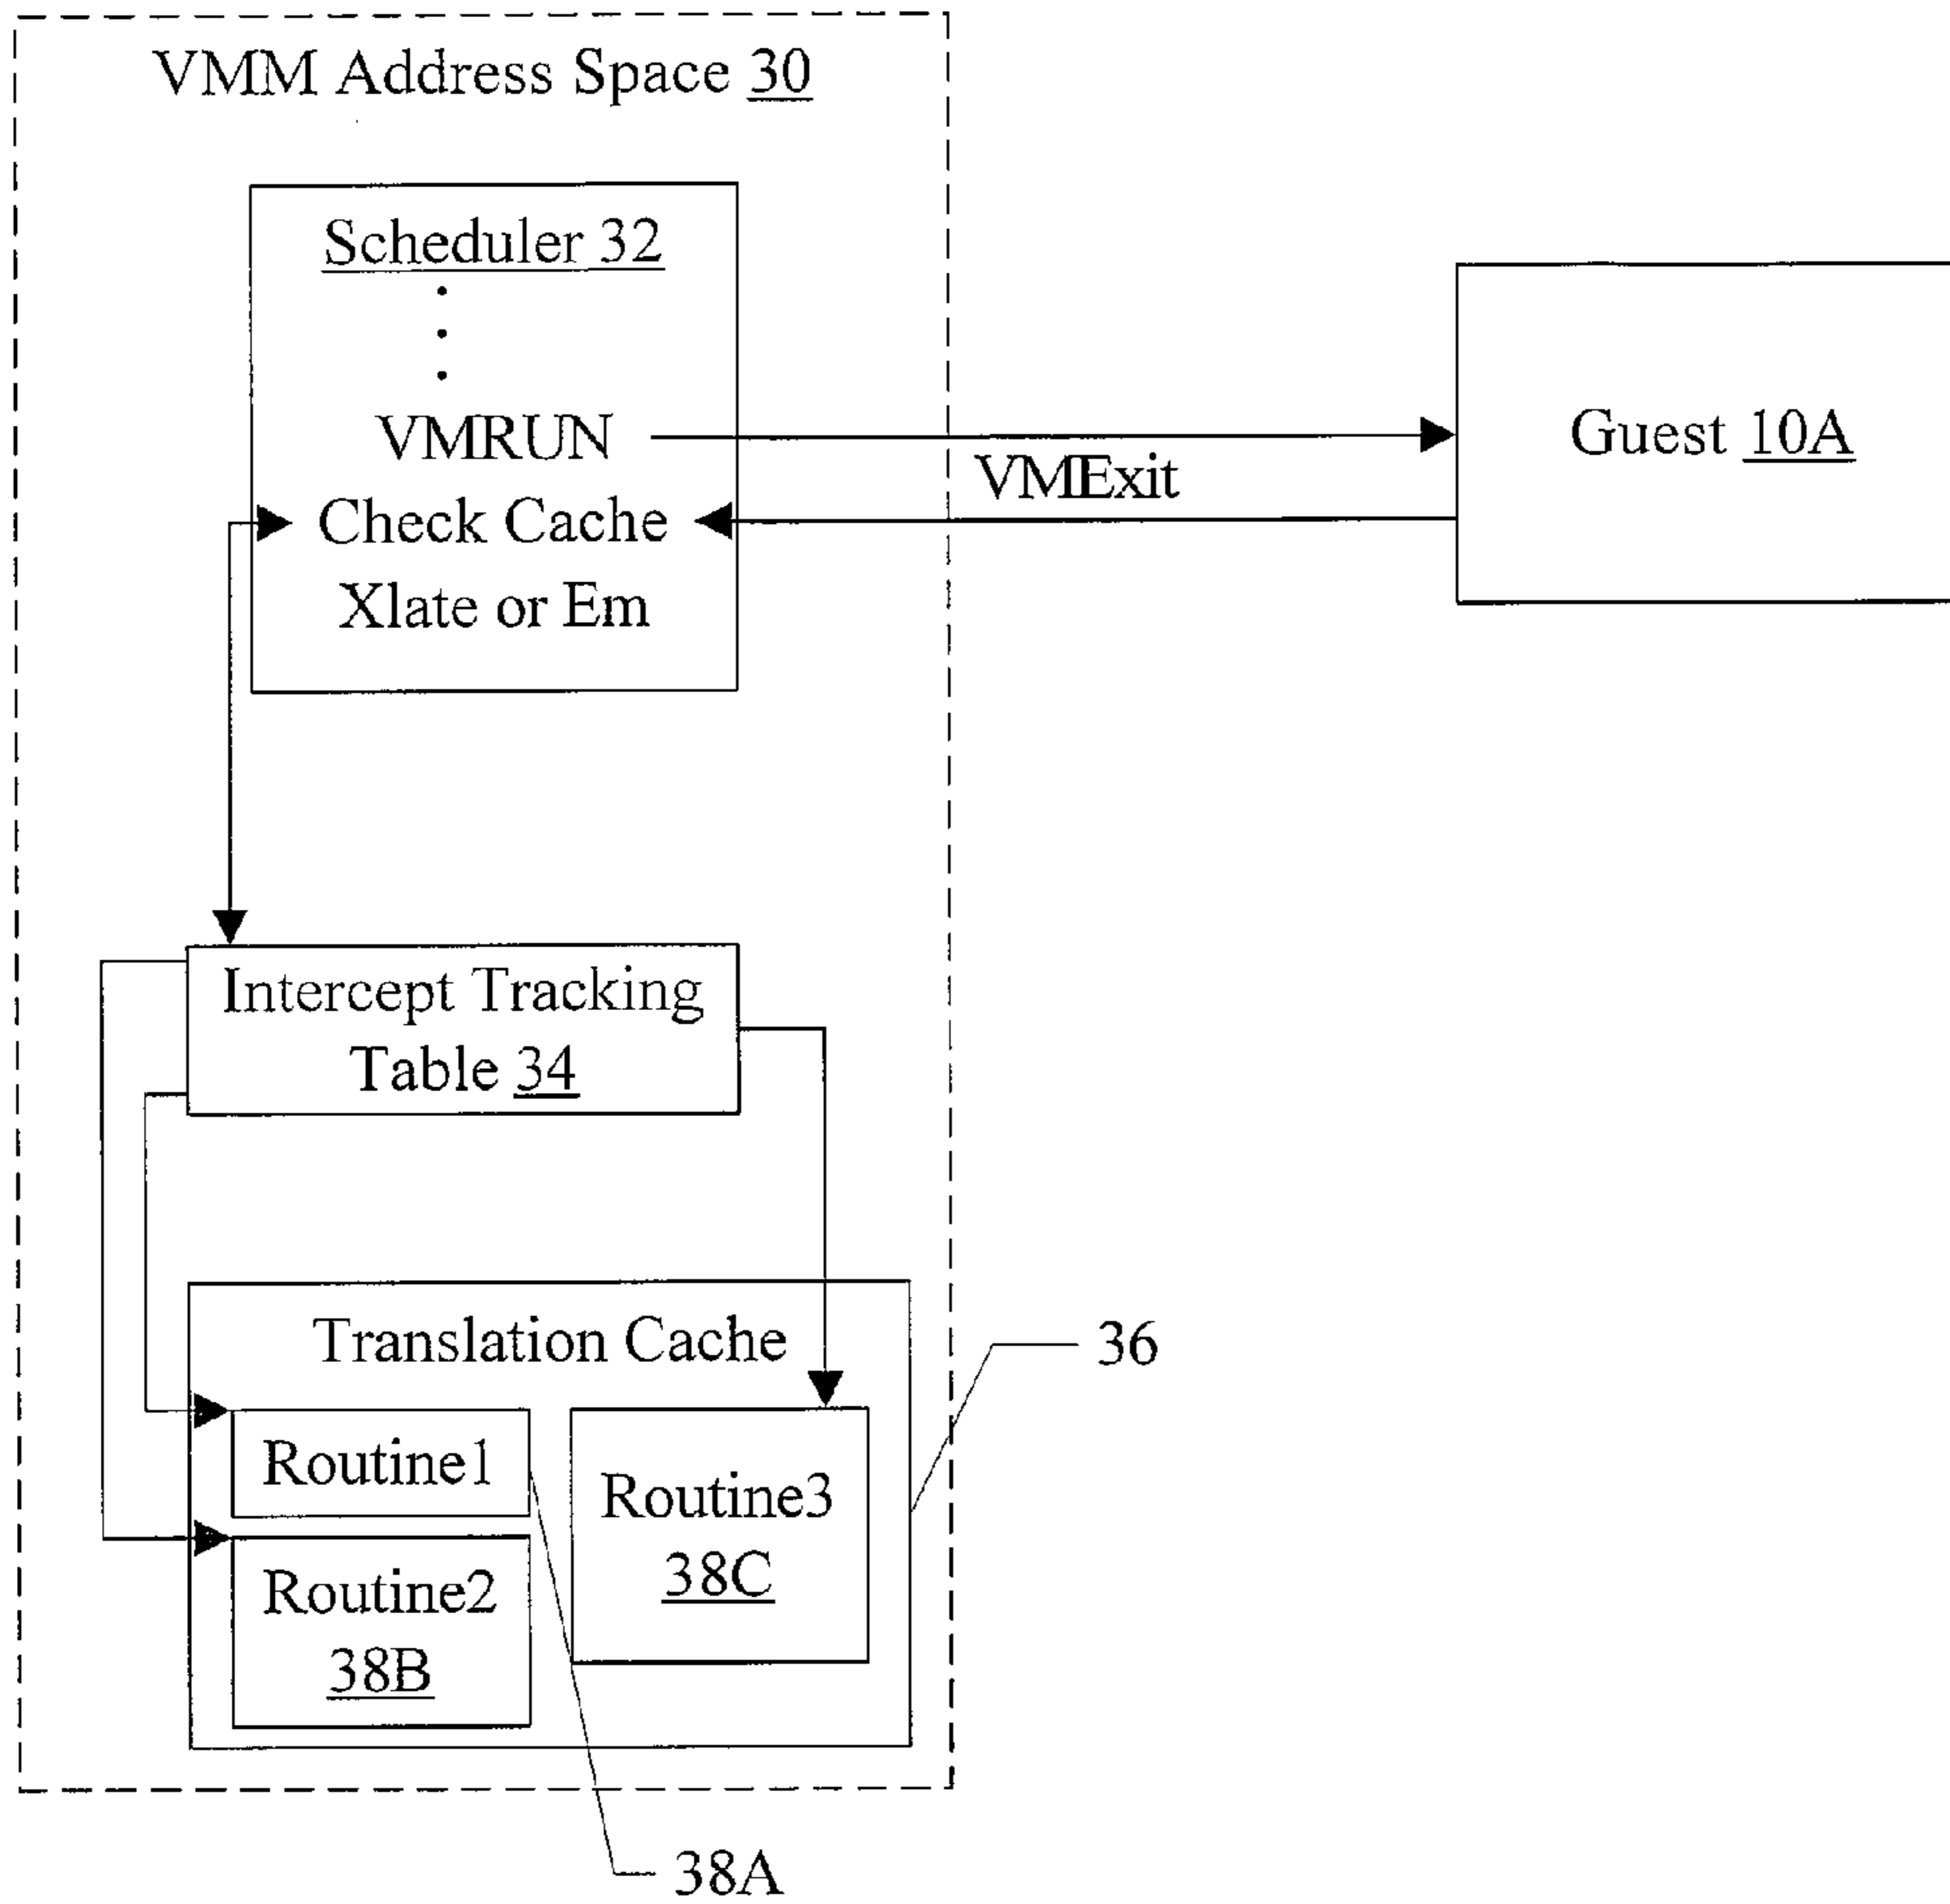 VMM Address Space 30
Scheduler 32
VMRUN
VMExit
Check Cache
Xlate or Em
Guest 10A
Intercept Tracking
Table 34
Translation Cache
36
Routine1
Routine3
38C
Routine2
38B
38A